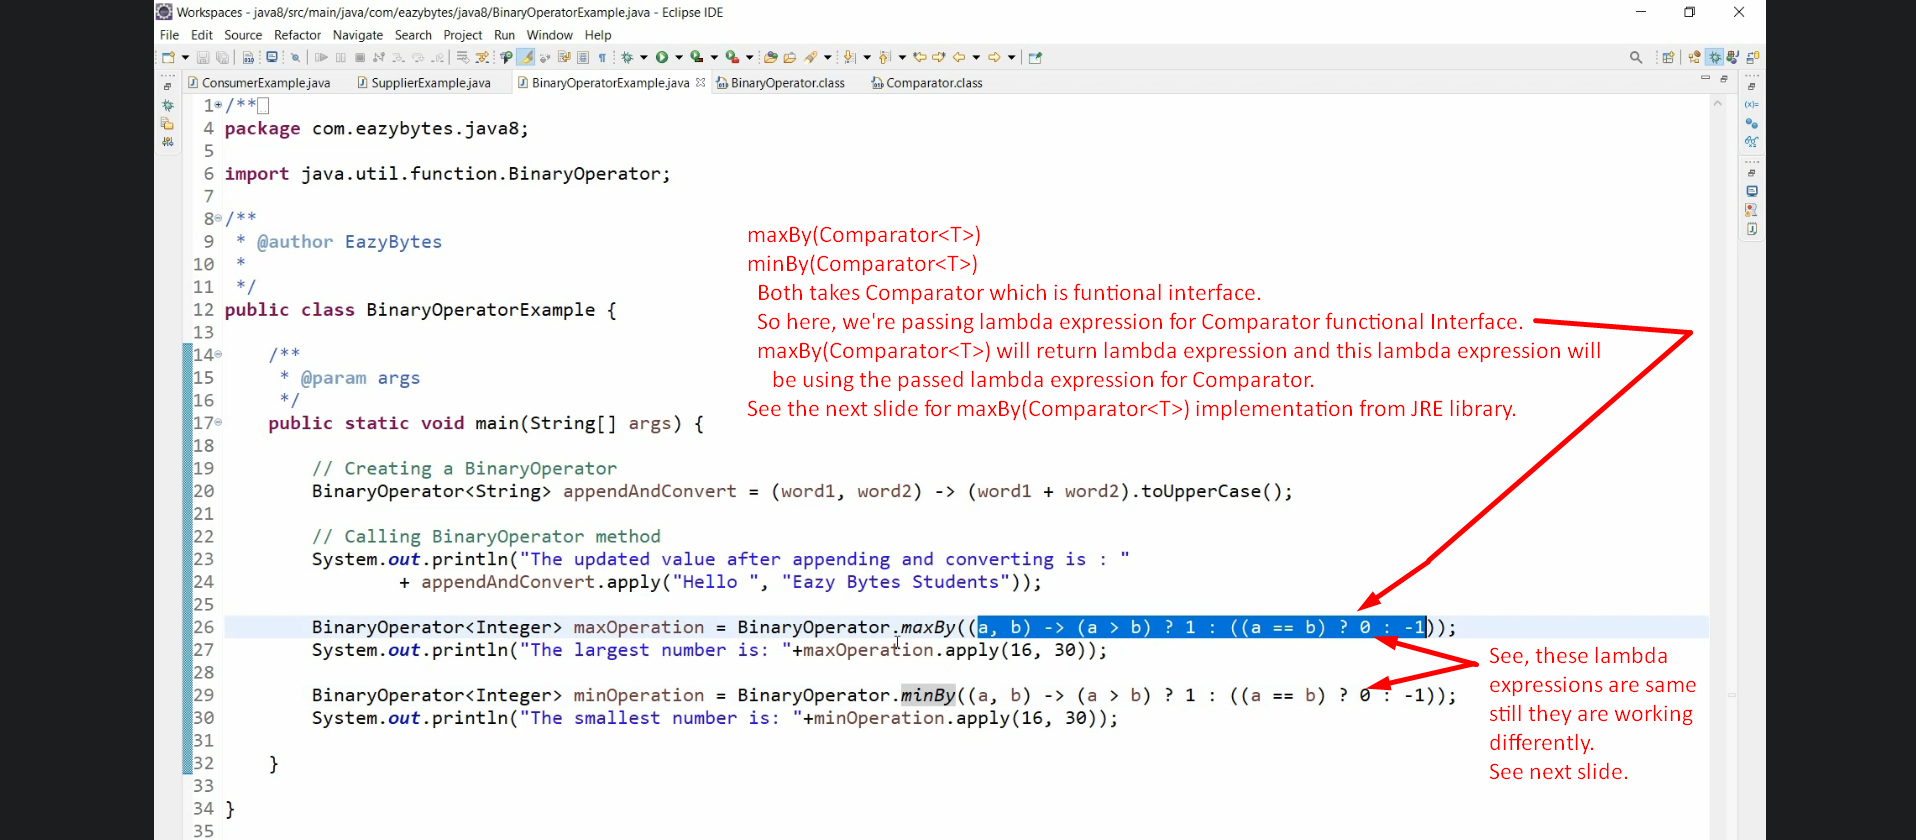 Workspaces - java8/src/main/java/com/eazybytes/java8/BinaryOperatorExample.java - Eclipse IDE
File Edit Source Refactor Navigate Search Project Run Window Help
ConsumerExample.java SupplierExample.java BinaryOperatorExample.java BinaryOperator.class Comparator.class
1 /**
4 package com.eazybytes.java8;
5
6 import java.util.function.BinaryOperator;
7
8 /**
9 * @author EazyBytes
10 *
11 */
12 public class BinaryOperatorExample {
13
14 /**
15 * @param args
16 */
17 public static void main(String[] args) {
18
19 // Creating a BinaryOperator
20 BinaryOperator<String> appendAndConvert = (word1, word2) -> (word1 + word2).toUpperCase();
21
22 // Calling BinaryOperator method
23 System.out.println("The updated value after appending and converting is : "
24 + appendAndConvert.apply("Hello ", "Eazy Bytes Students"));
25
26 BinaryOperator<Integer> maxOperation = BinaryOperator.maxBy((a, b) -> (a > b) ? 1 : ((a == b) ? 0 : -1));
27 System.out.println("The largest number is: "+maxOperation.apply(16, 30));
28
29 BinaryOperator<Integer> minOperation = BinaryOperator.minBy((a, b) -> (a > b) ? 1 : ((a == b) ? 0 : -1));
30 System.out.println("The smallest number is: "+minOperation.apply(16, 30));
31
32 }
33
34 }
35
maxBy(Comparator<T>)
minBy(Comparator<T>)
Both takes Comparator which is funtional interface.
So here, we're passing lambda expression for Comparator functional Interface.
maxBy(Comparator<T>) will return lambda expression and this lambda expression will
be using the passed lambda expression for Comparator.
See the next slide for maxBy(Comparator<T>) implementation from JRE library.
See, these lambda
expressions are same
still they are working
differently.
See next slide.